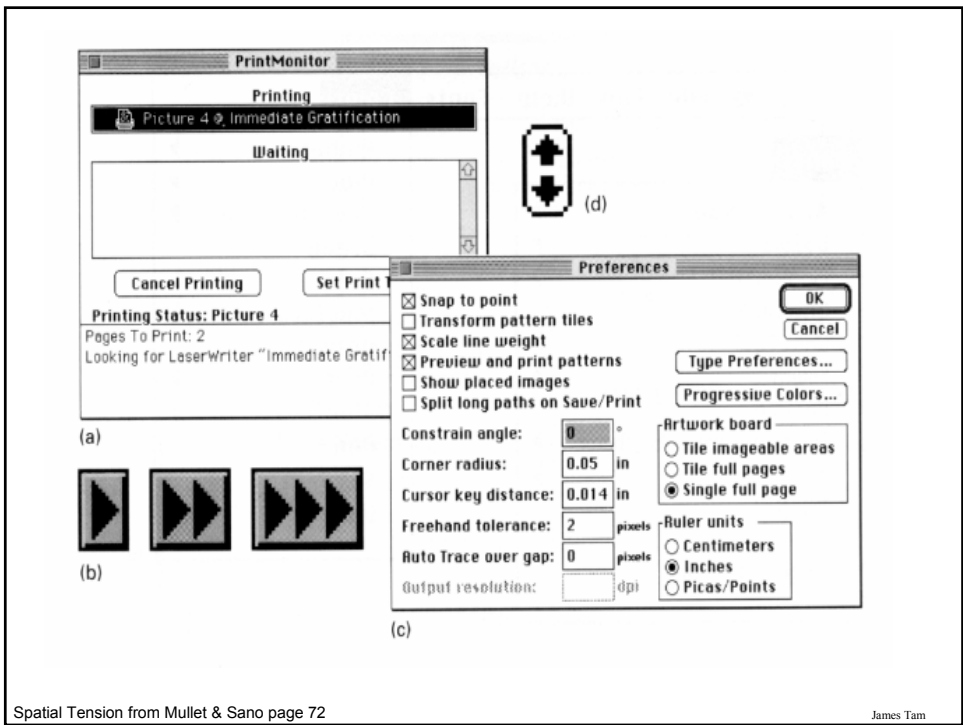 PrintMonitor
Printing
Picture 4 @ Immediate Gratification
Waiting
Cancel Printing
Set Print
Printing Status: Picture 4
Pages To Print: 2
Looking for LaserWriter "Immediate Gratif
(a)
(b)
(d)
Preferences
Snap to point
Transform pattern tiles
Scale line weight
Preview and print patterns
Show placed images
Split long paths on Save/Print
OK
Cancel
Type Preferences...
Progressive Colors...
Constrain angle: 0 °
Corner radius: 0.05 in
Cursor key distance: 0.014 in
Freehand tolerance: 2 pixels
Auto Trace over gap: 0 pixels
Output resolution: dpi
Artwork board
Tile imageable areas
Tile full pages
Single full page
Ruler units
Centimeters
Inches
Picas/Points
(c)
Spatial Tension from Mullet & Sano page 72
James Tam